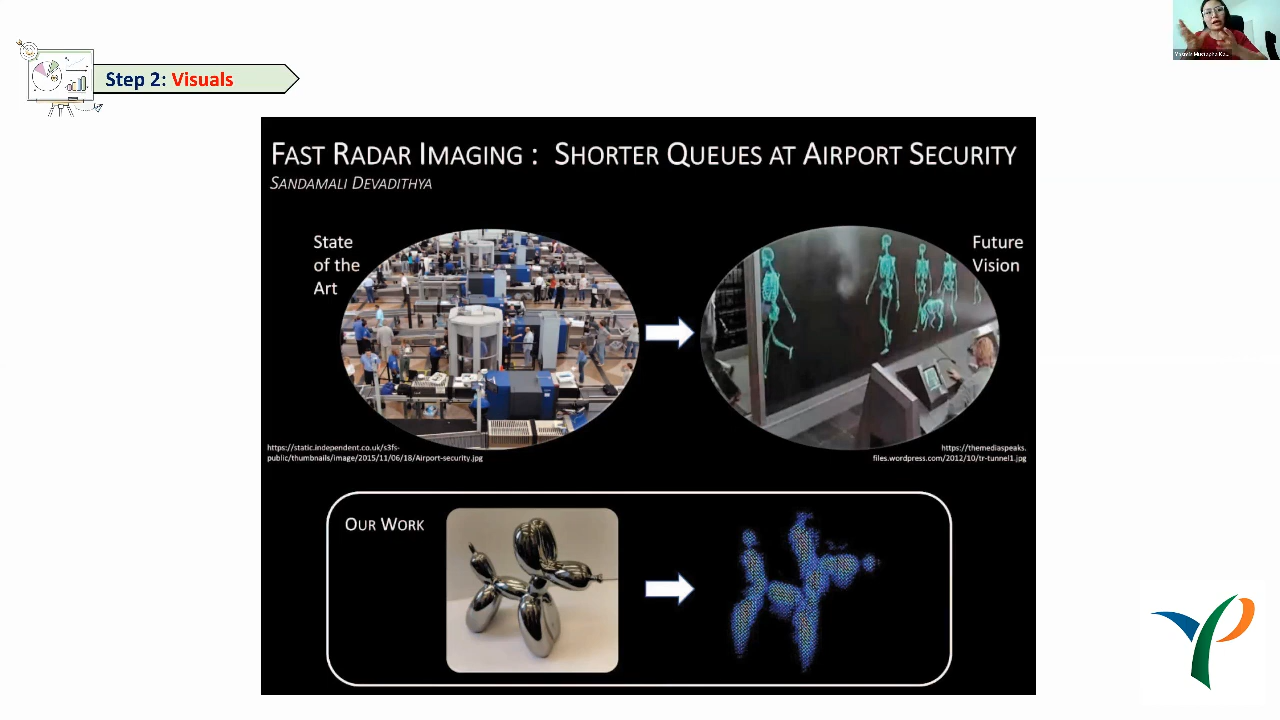 Step 2: Visuals
FAST RADAR IMAGING : SHORTER QUEUES AT AIRPORT SECURITY
SANDAMALI DEVADITHYA
State
of the
Art
Future
Vision
https://static.independent.co.uk/s3fs-
public/thumbnails/image/2015/11/06/18/Airport-security.jpg
https://themediaspeaks.
files.wordpress.com/2012/10/tr-tunnel1.jpg
OUR WORK